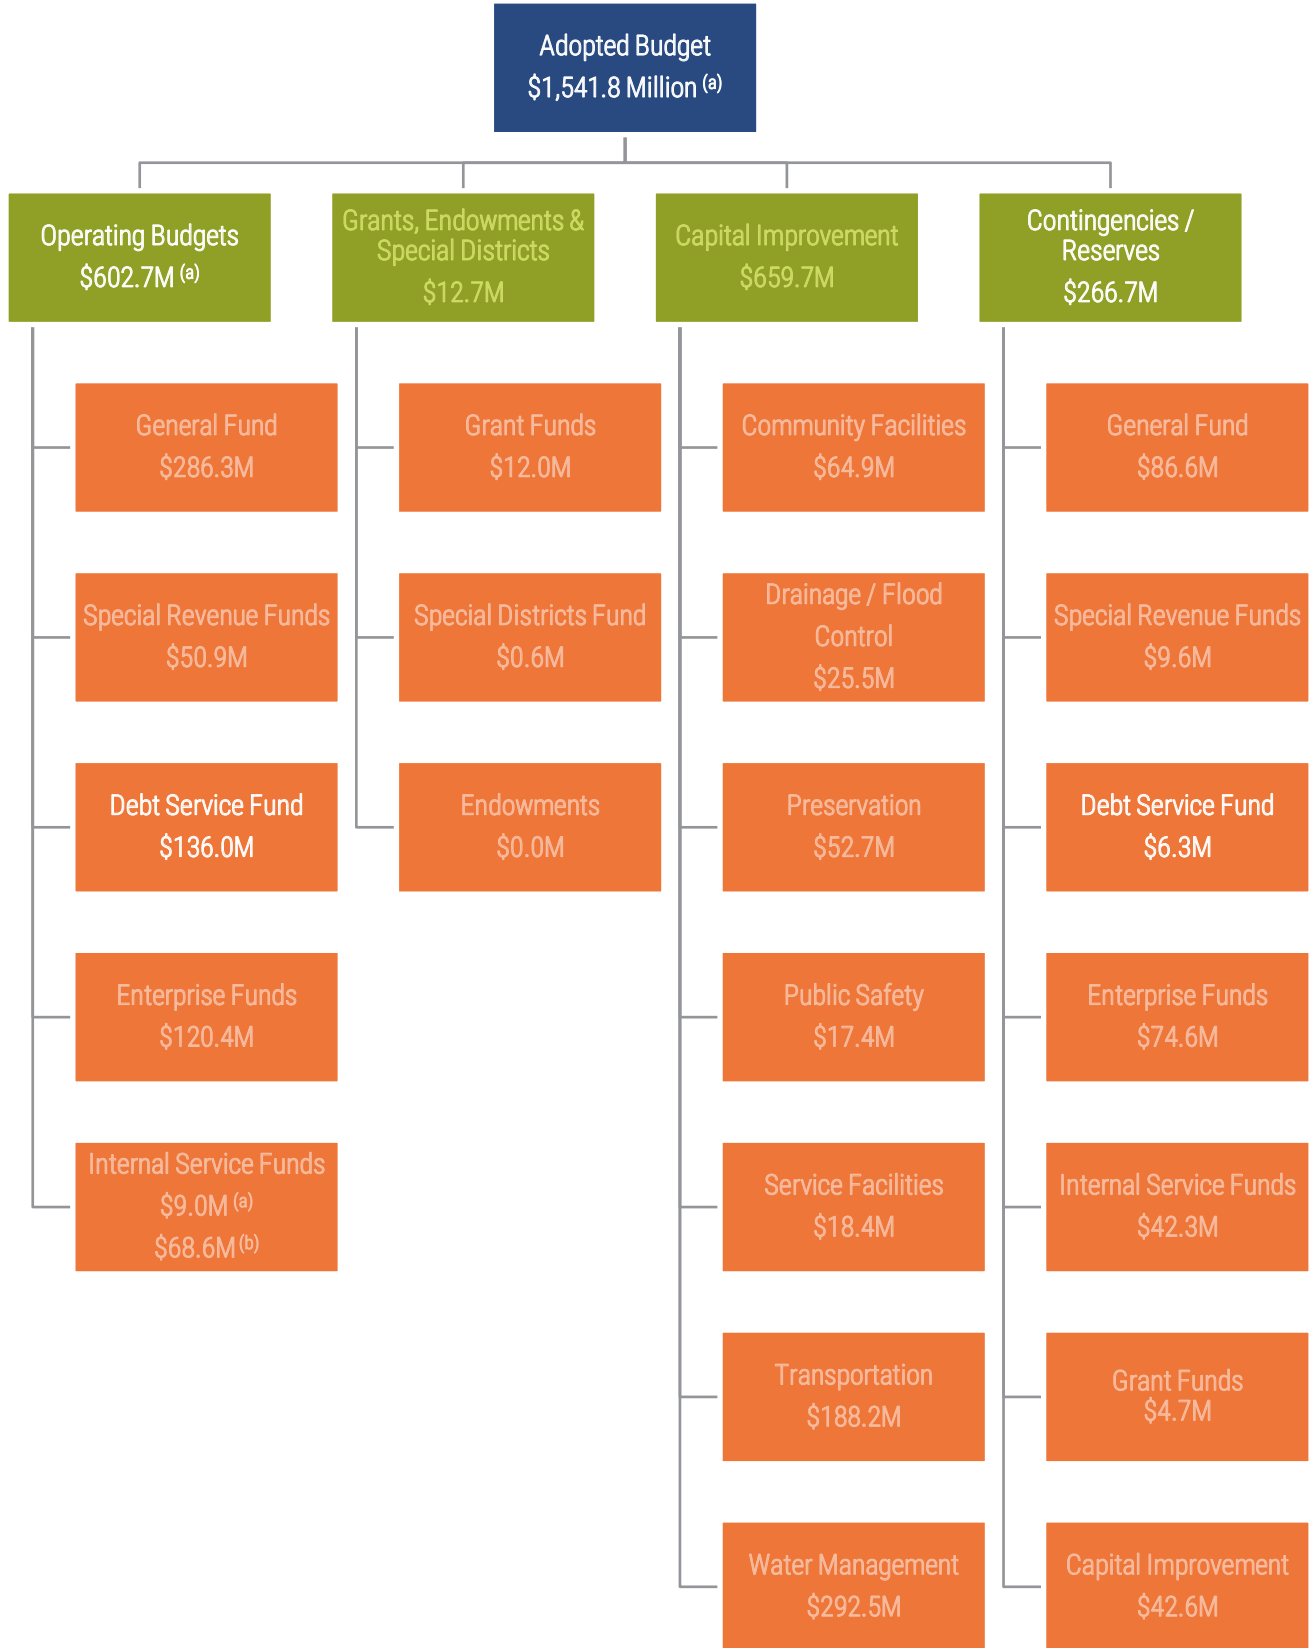 Adopted Budget
$1,541.8 Million (a)
Operating Budgets
$602.7M (a)
Grants, Endowments &
Special Districts
$12.7M
Capital Improvement
$659.7M
Contingencies /
Reserves
$266.7M
General Fund
$286.3M
Special Revenue Funds
$50.9M
Debt Service Fund
$136.0M
Enterprise Funds
$120.4M
Internal Service Funds
$9.0M (a)
$68.6M (b)
Grant Funds
$12.0M
Special Districts Fund
$0.6M
Endowments
$0.0M
Community Facilities
$64.9M
Drainage / Flood
Control
$25.5M
Preservation
$52.7M
Public Safety
$17.4M
Service Facilities
$18.4M
Transportation
$188.2M
Water Management
$292.5M
General Fund
$86.6M
Special Revenue Funds
$9.6M
Debt Service Fund
$6.3M
Enterprise Funds
$74.6M
Internal Service Funds
$42.3M
Grant Funds
$4.7M
Capital Improvement
$42.6M